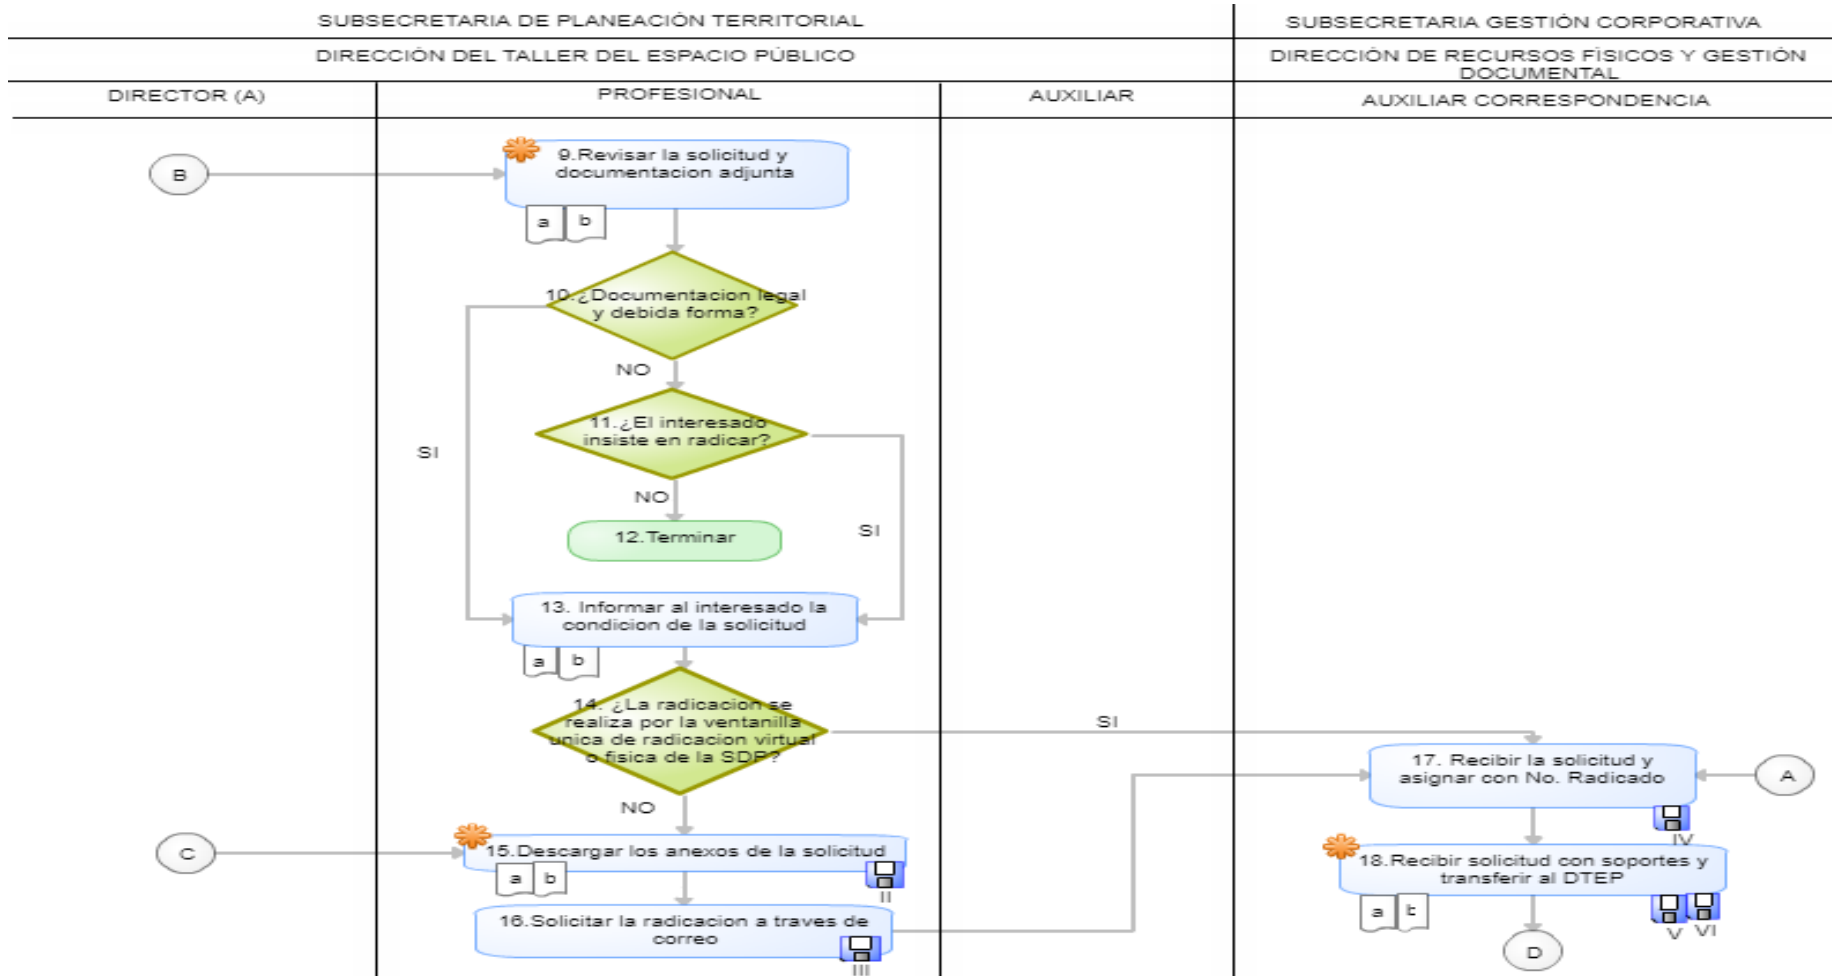 SUBSECRETARIA DE PLANEACIÓN TERRITORIAL
SUBSECRETARIA GESTIÓN CORPORATIVA
DIRECCIÓN DEL TALLER DEL ESPACIO PÚBLICO
DIRECCIÓN DE RECURSOS FÍSICOS Y GESTIÓN
DOCUMENTAL
DIRECTOR (A)
PROFESIONAL
AUXILIAR
AUXILIAR CORRESPONDENCIA
B
9.Revisar la solicitud y
documentacion adjunta
a b
10.¿Documentacion legal
y debida forma?
NO
SI
11.¿El interesado
insiste en radicar?
NO
SI
12.Terminar
13. Informar al interesado la
condicion de la solicitud
a b
14. ¿La radicacion se
realiza por la ventanilla
unica de radicacion virtual
o fisica de la SDP?
SI
NO
17. Recibir la solicitud y
asignar con No. Radicado
A
IV
C
15.Descargar los anexos de la solicitud
a b
II
18.Recibir solicitud con soportes y
transferir al DTEP
a t
V VI
16.Solicitar la radicacion a traves de
correo
III
D